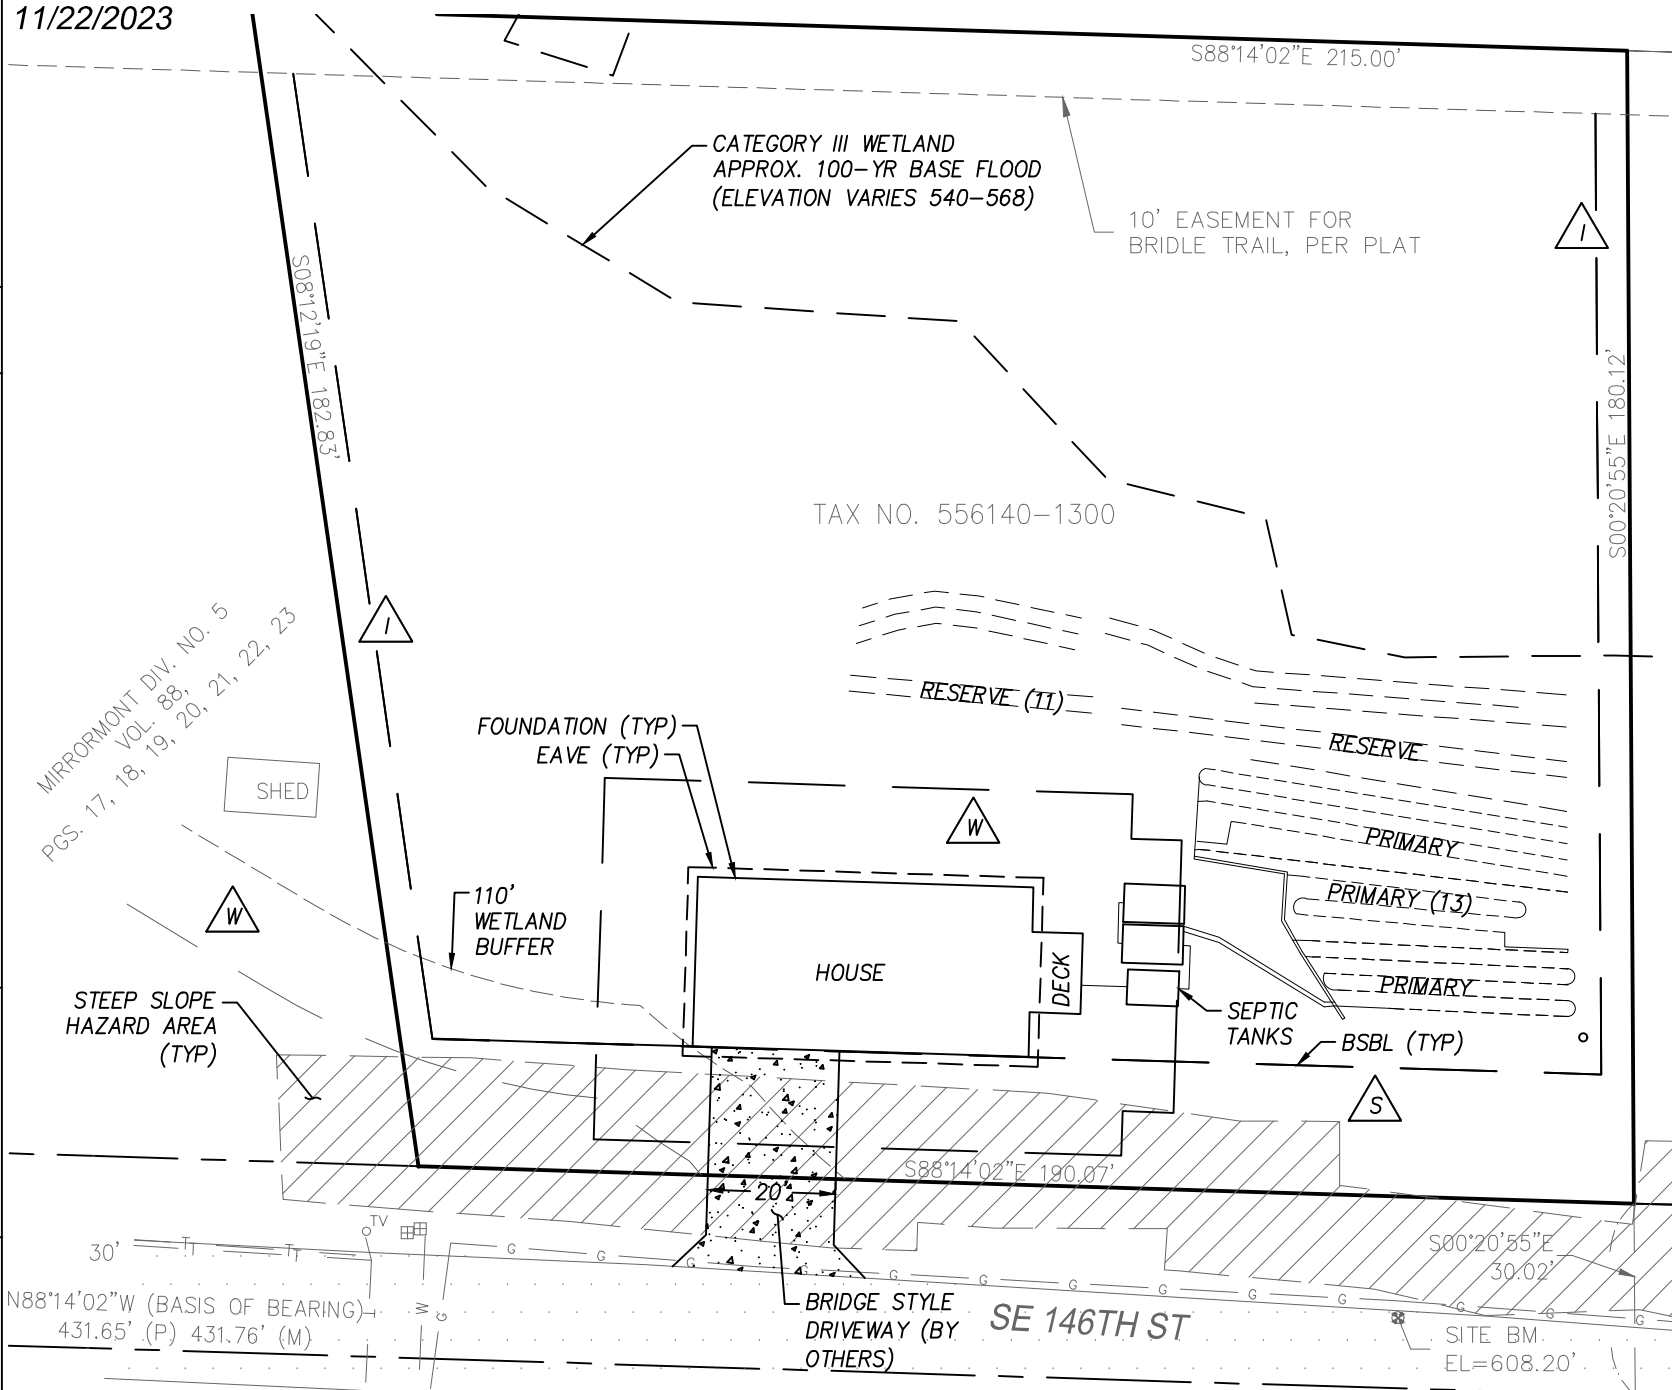 11/22/2023
S88°14'02"E 215.00'
CATEGORY III WETLAND
APPROX. 100-YR BASE FLOOD
(ELEVATION VARIES 540-568)
10' EASEMENT FOR
BRIDLE TRAIL, PER PLAT
1
S08°12'19"E 182.83'
S00°20'55"E 180.12'
TAX NO. 556140-1300
1
MIRRORMONT DIV. NO. 5
VOL. 88,
PGS. 17, 18, 19, 20, 21, 22, 23
RESERVE (11)
RESERVE
FOUNDATION (TYP)
EAVE (TYP)
SHED
W
PRIMARY
PRIMARY (13)
W
110'
WETLAND
BUFFER
HOUSE
DECK
PRIMARY
STEEP SLOPE
HAZARD AREA
(TYP)
SEPTIC
TANKS
BSBL (TYP)
S
S88°14'02"E 190.07'
20'
TV
30'
T T T T
G G G G G G G G G G G G G
S00°20'55"E
30.02'
N88°14'02"W (BASIS OF BEARING)
431.65' (P) 431.76' (M)
T
W
G
BRIDGE STYLE
DRIVEWAY (BY
OTHERS)
SE 146TH ST
SITE BM
EL=608.20'